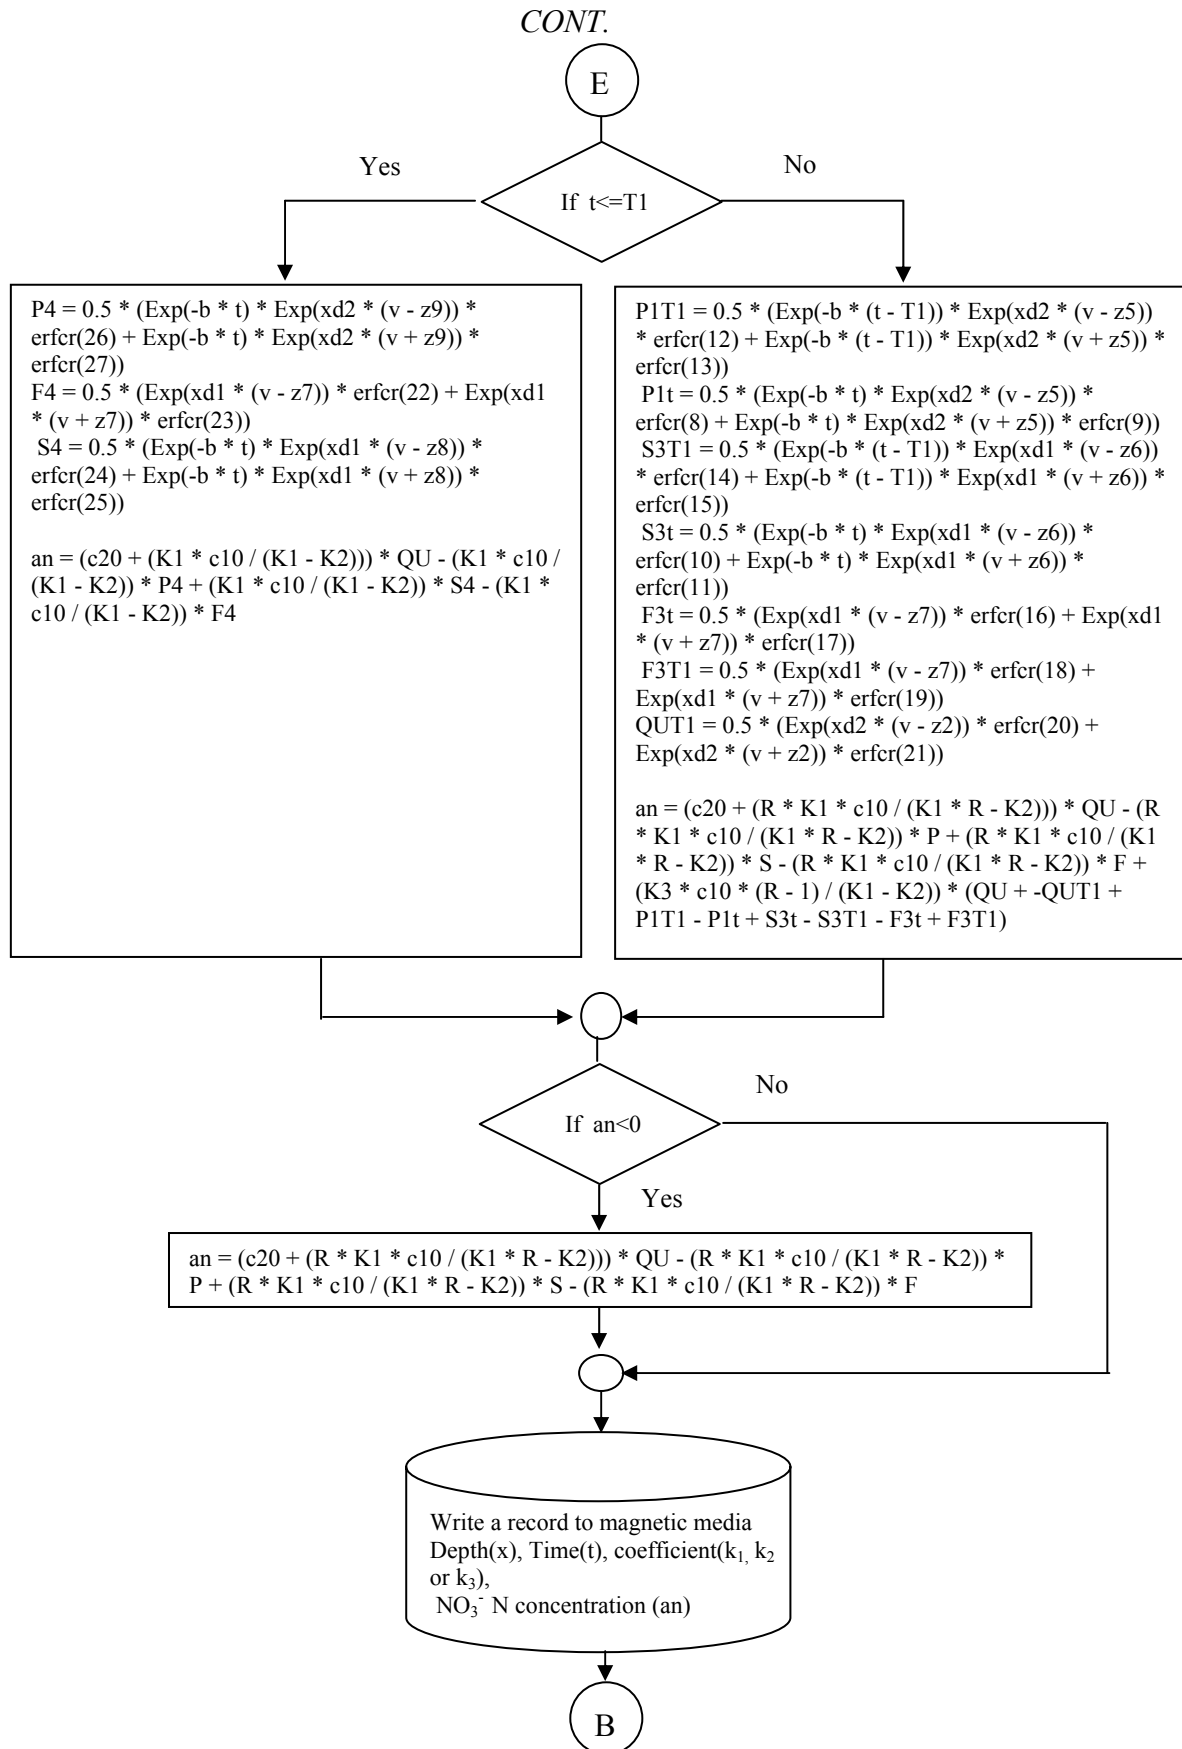 CONT.
E
Yes
No
If t<=T1
P4 = 0.5 * (Exp(-b * t) * Exp(xd2 * (v - z9)) *
erfcr(26) + Exp(-b * t) * Exp(xd2 * (v + z9)) *
erfcr(27))
F4 = 0.5 * (Exp(xd1 * (v - z7)) * erfcr(22) + Exp(xd1
* (v + z7)) * erfcr(23))
S4 = 0.5 * (Exp(-b * t) * Exp(xd1 * (v - z8)) *
erfcr(24) + Exp(-b * t) * Exp(xd1 * (v + z8)) *
erfcr(25))
an = (c20 + (K1 * c10 / (K1 - K2))) * QU - (K1 * c10 /
(K1 - K2)) * P4 + (K1 * c10 / (K1 - K2)) * S4 - (K1 *
c10 / (K1 - K2)) * F4
P1T1 = 0.5 * (Exp(-b * (t - T1)) * Exp(xd2 * (v - z5))
* erfcr(12) + Exp(-b * (t - T1)) * Exp(xd2 * (v + z5)) *
erfcr(13))
P1t = 0.5 * (Exp(-b * t) * Exp(xd2 * (v - z5)) *
erfcr(8) + Exp(-b * t) * Exp(xd2 * (v + z5)) * erfcr(9))
S3T1 = 0.5 * (Exp(-b * (t - T1)) * Exp(xd1 * (v - z6))
* erfcr(14) + Exp(-b * (t - T1)) * Exp(xd1 * (v + z6)) *
erfcr(15))
S3t = 0.5 * (Exp(-b * t) * Exp(xd1 * (v - z6)) *
erfcr(10) + Exp(-b * t) * Exp(xd1 * (v + z6)) *
erfcr(11))
F3t = 0.5 * (Exp(xd1 * (v - z7)) * erfcr(16) + Exp(xd1
* (v + z7)) * erfcr(17))
F3T1 = 0.5 * (Exp(xd1 * (v - z7)) * erfcr(18) +
Exp(xd1 * (v + z7)) * erfcr(19))
QUT1 = 0.5 * (Exp(xd2 * (v - z2)) * erfcr(20) +
Exp(xd2 * (v + z2)) * erfcr(21))
an = (c20 + (R * K1 * c10 / (K1 * R - K2))) * QU - (R
* K1 * c10 / (K1 * R - K2)) * P + (R * K1 * c10 / (K1
* R - K2)) * S - (R * K1 * c10 / (K1 * R - K2)) * F +
(K3 * c10 * (R - 1) / (K1 - K2)) * (QU + -QUT1 +
P1T1 - P1t + S3t - S3T1 - F3t + F3T1)
If an<0
No
Yes
an = (c20 + (R * K1 * c10 / (K1 * R - K2))) * QU - (R * K1 * c10 / (K1 * R - K2)) *
P + (R * K1 * c10 / (K1 * R - K2)) * S - (R * K1 * c10 / (K1 * R - K2)) * F
Write a record to magnetic media
Depth(x), Time(t), coefficient(k₁, k₂
or k₃),
NO₃⁻ N concentration (an)
B